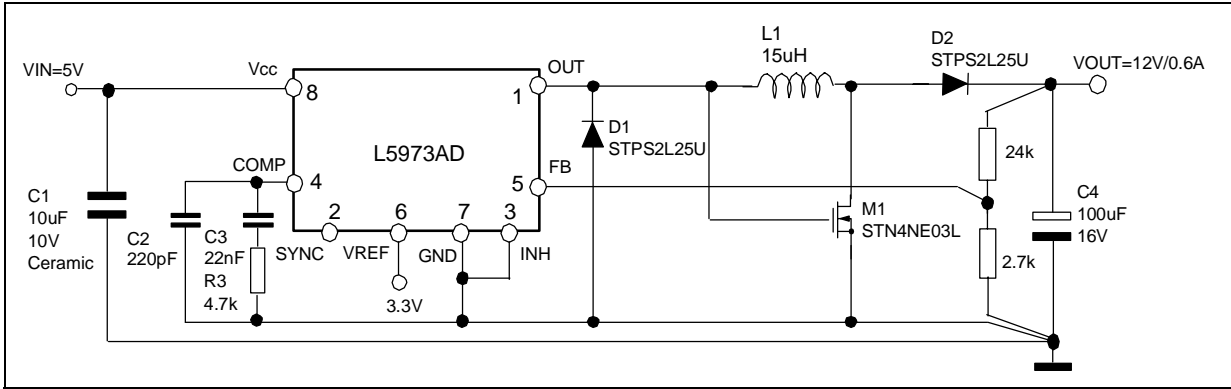 L1
15uH
D2
STPS2L25U
VIN=5V
Vcc
8
OUT
1
VOUT=12V/0.6A
D1
STPS2L25U
L5973AD
24k
COMP
4
FB
5
C1
10uF
10V
Ceramic
C2
220pF
C3
22nF
R3
4.7k
2
SYNC
6
VREF
7
GND
3
INH
3.3V
M1
STN4NE03L
C4
100uF
16V
2.7k